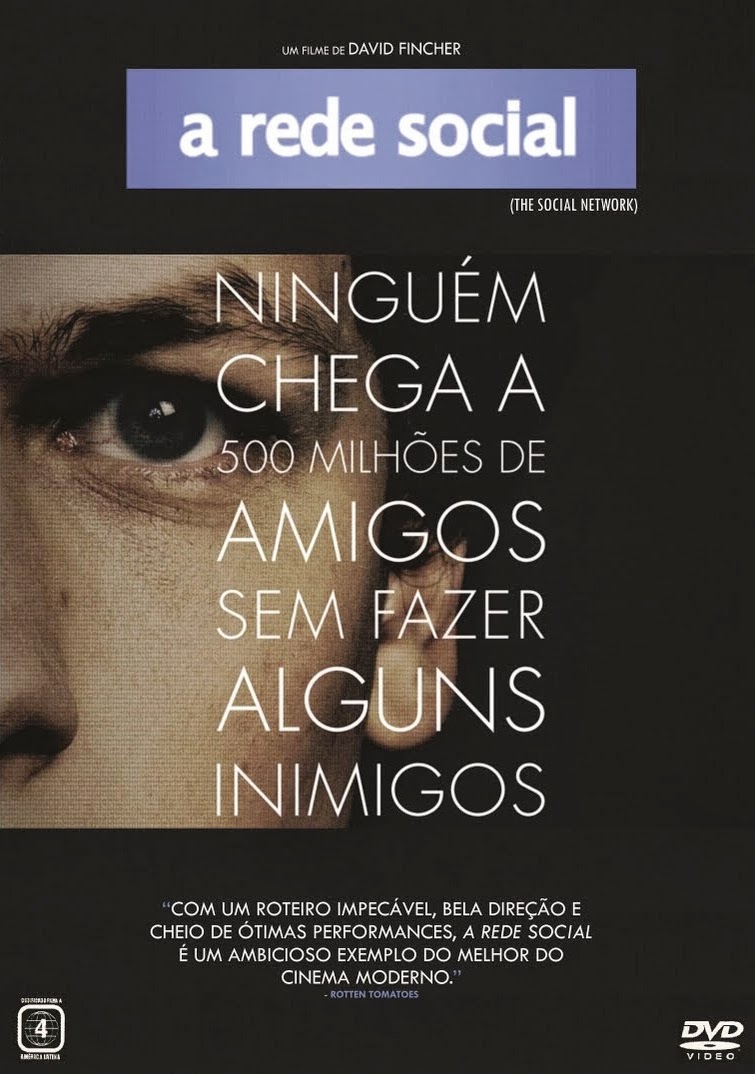 UM FILME DE DAVID FINCHER
a rede social
(THE SOCIAL NETWORK)
NINGUÉM
CHEGA A
500 MILHÕES DE
AMIGOS
SEM FAZER
ALGUNS
INIMIGOS
“COM UM ROTEIRO IMPECÁVEL, BELA DIREÇÃO E
CHEIO DE ÓTIMAS PERFORMANCES, A REDE SOCIAL
É UM AMBICIOSO EXEMPLO DO MELHOR DO
CINEMA MODERNO.”
- ROTTEN TOMATOES
4
AMÉRICA LATINA
DVD
VIDEO